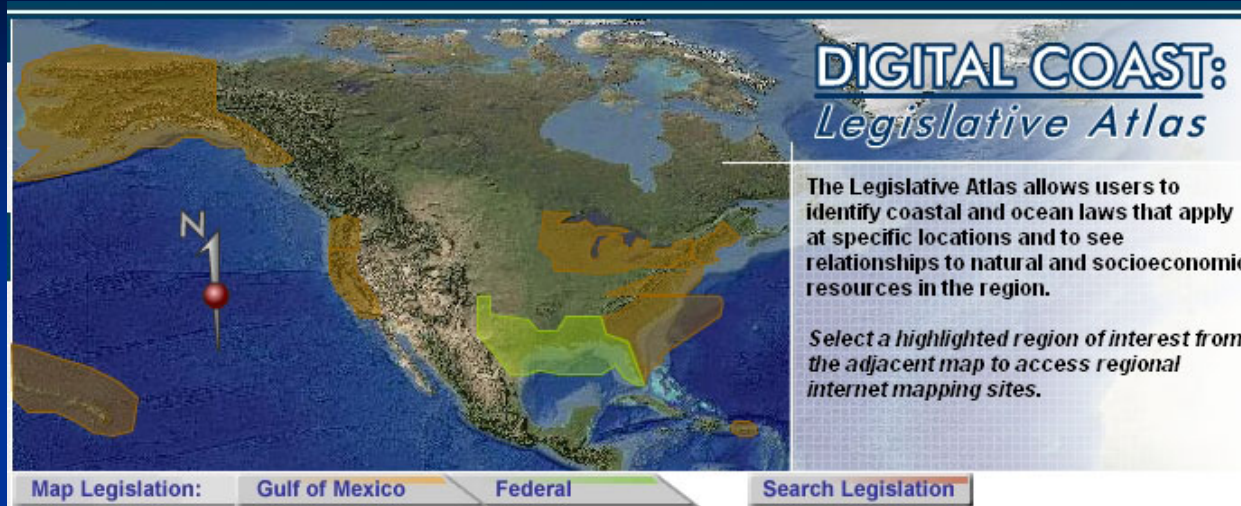 N
DIGITAL COAST:
Legislative Atlas
The Legislative Atlas allows users to
identify coastal and ocean laws that apply
at specific locations and to see
relationships to natural and socioeconomic
resources in the region.
Select a highlighted region of interest from
the adjacent map to access regional
internet mapping sites.
Map Legislation:
Gulf of Mexico
Federal
Search Legislation